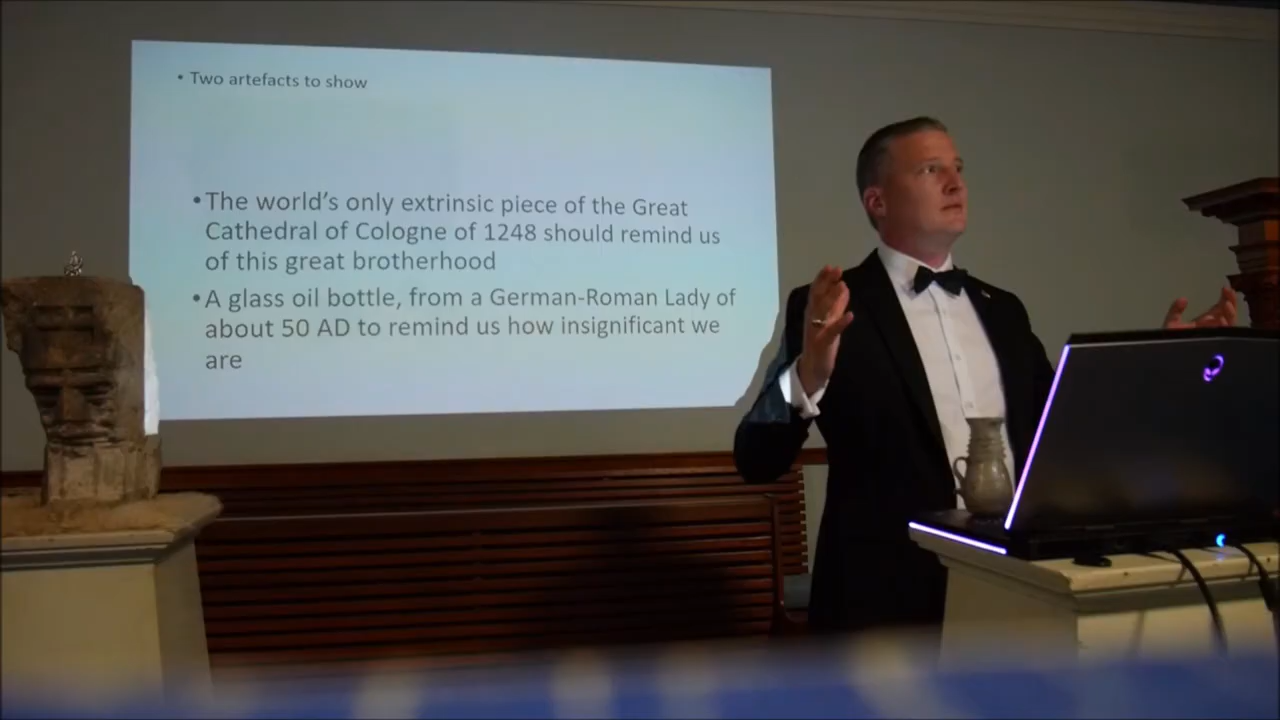 • Two artefacts to show
• The world's only extrinsic piece of the Great
Cathedral of Cologne of 1248 should remind us
of this great brotherhood
• A glass oil bottle, from a German-Roman Lady of
about 50 AD to remind us how insignificant we
are